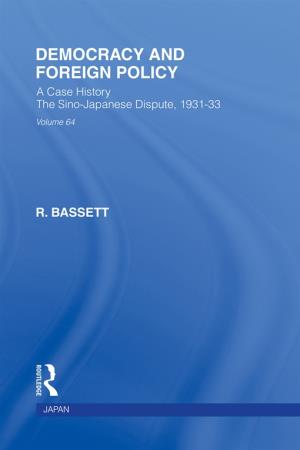 DEMOCRACY AND
FOREIGN POLICY
A Case History
The Sino-Japanese Dispute, 1931-33
Volume 64
R. BASSETT
ROUTLEDGE
JAPAN